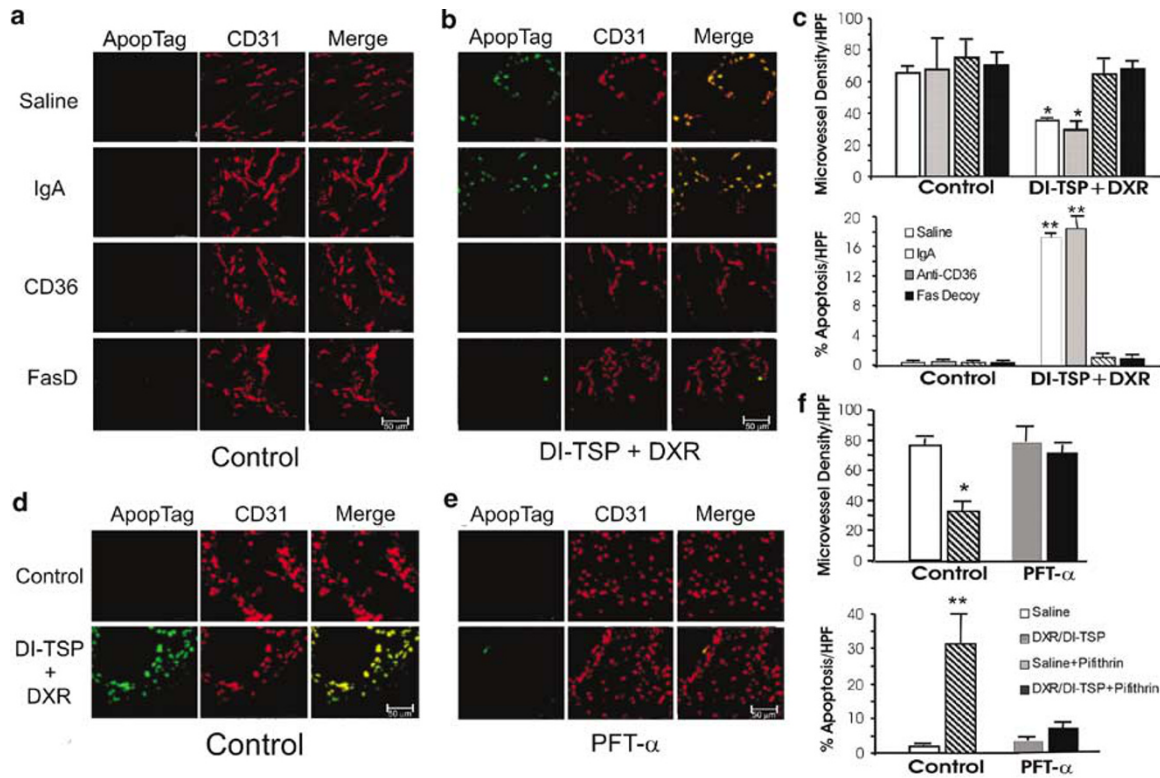 a
ApopTag CD31 Merge
Saline
IgA
CD36
FasD
50 µm
Control
b
ApopTag CD31 Merge
50 µm
DI-TSP + DXR
c
Microvessel Density/HPF
100
80
60
40
20
0
* *
Control DI-TSP + DXR
% Apoptosis/HPF
20
16
12
8
4
0
** **
Saline
IgA
Anti-CD36
Fas Decoy
Control DI-TSP + DXR
d
ApopTag CD31 Merge
Control
DI-TSP
+
DXR
50 µm
Control
e
ApopTag CD31 Merge
50 µm
PFT-α
f
Microvessel Density/HPF
100
80
60
40
20
0
*
Control PFT-α
% Apoptosis/HPF
40
30
20
10
0
**
Saline
DXR/DI-TSP
Saline+Pifithrin
DXR/DI-TSP+Pifithrin
Control PFT-α